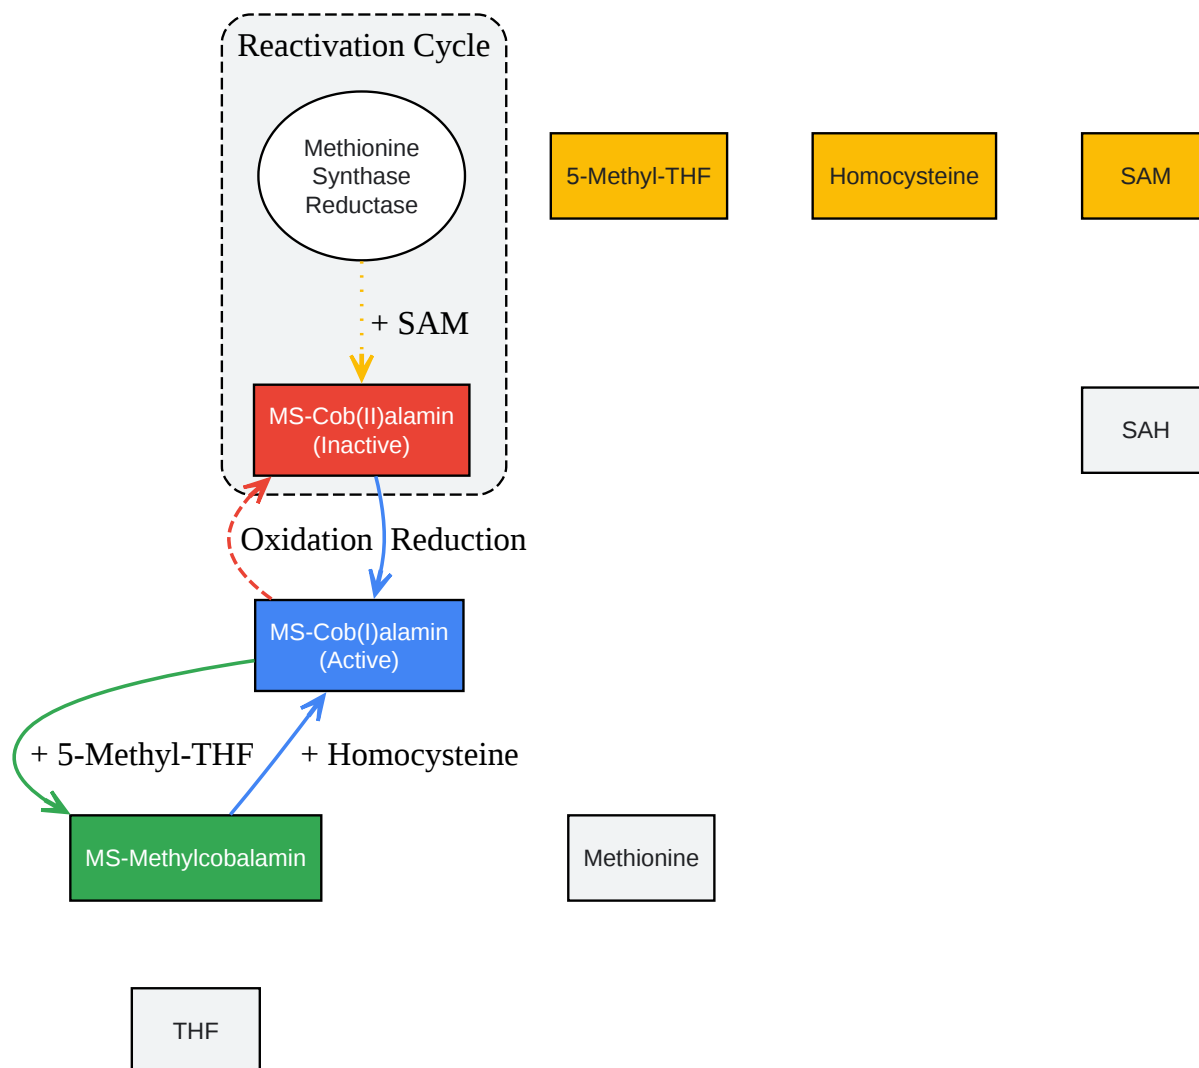 Reactivation Cycle
Methionine
Synthase
Reductase
5-Methyl-THF
Homocysteine
SAM
+ SAM
MS-Cob(II)alamin
(Inactive)
SAH
Oxidation
Reduction
MS-Cob(I)alamin
(Active)
+ 5-Methyl-THF
+ Homocysteine
MS-Methylcobalamin
Methionine
THF